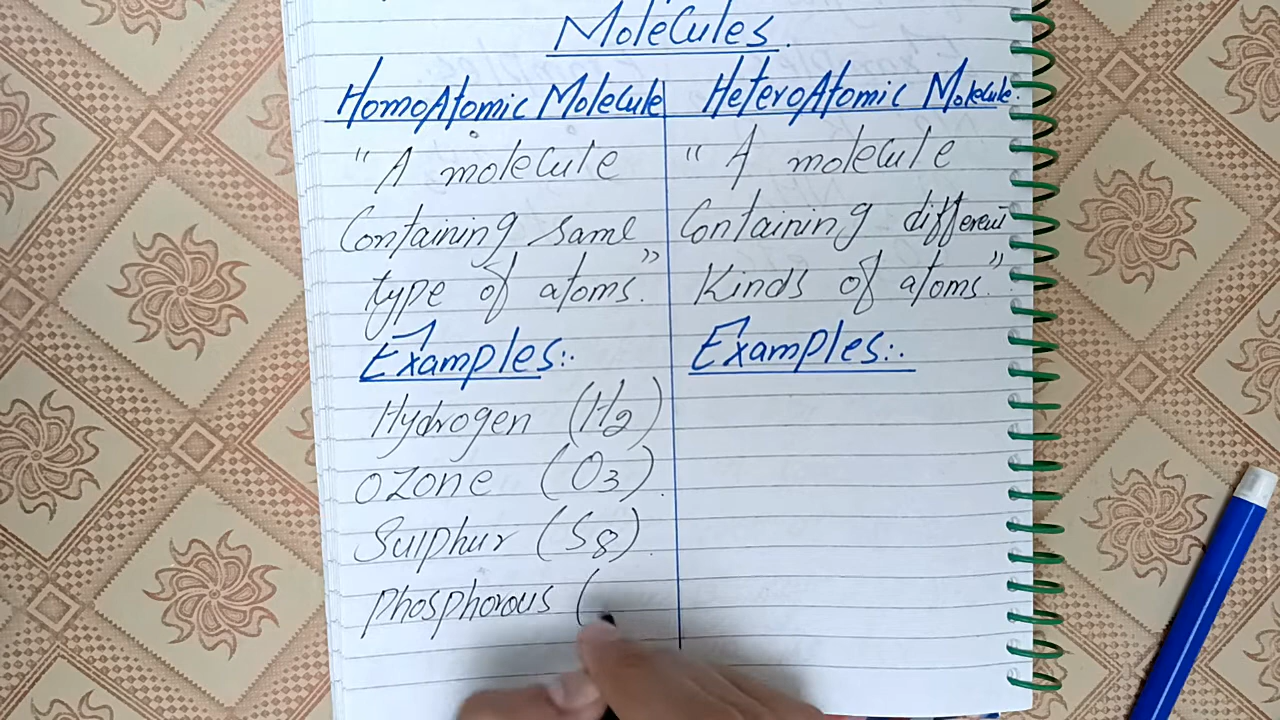 Molecules.
HomoAtomic Molecule
"A molecule
Containing same
type of atoms."
Examples:.
Hydrogen (H2)
Ozone (O3).
Sulphur (S8).
Phosphorous (
HeteroAtomic Molecule.
"A molecule
Containing different
Kinds of atoms."
Examples:.